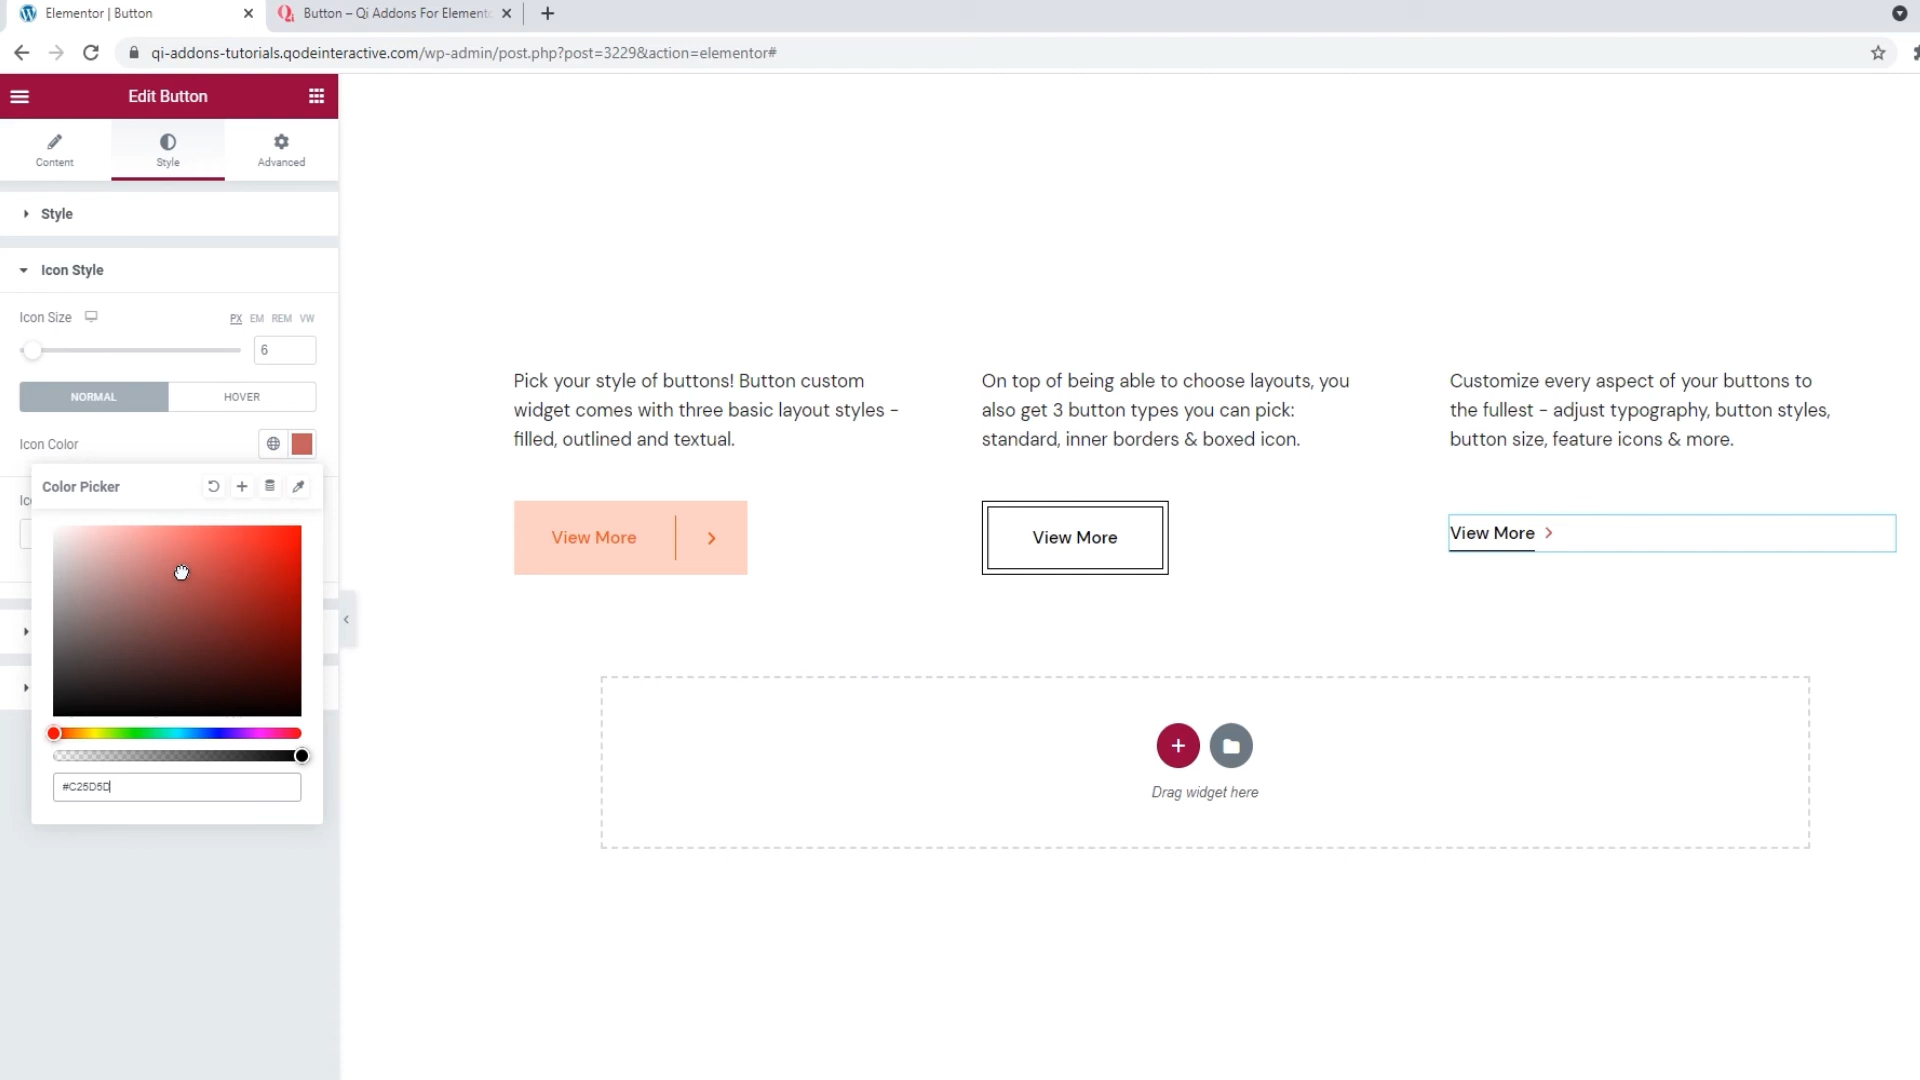 Elementor | Button
Button – Qi Addons For Elemento
qi-addons-tutorials.qodeinteractive.com/wp-admin/post.php?post=3229&action=elementor#
Edit Button
Content
Style
Advanced
Style
Icon Style
Icon Size
PX EM REM VW
6
NORMAL
HOVER
Icon Color
Color Picker
#C25D5D
Pick your style of buttons! Button custom
widget comes with three basic layout styles –
filled, outlined and textual.
View More
On top of being able to choose layouts, you
also get 3 button types you can pick:
standard, inner borders & boxed icon.
View More
Customize every aspect of your buttons to
the fullest – adjust typography, button styles,
button size, feature icons & more.
View More
Drag widget here